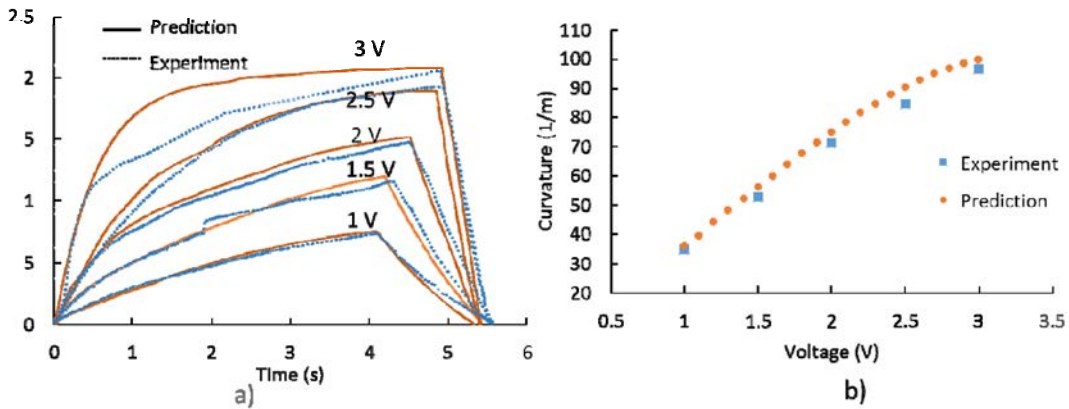 2.5
2
5
1
5
0
Prediction
Experiment
3 V
2.5 V
2 V
1.5 V
1 V
0 1 2 3 4 5 6
Time (s)
a)
110
100
90
80
70
60
50
40
30
20
Curvature (1/m)
Experiment
Prediction
0.5 1 1.5 2 2.5 3 3.5
Voltage (V)
b)